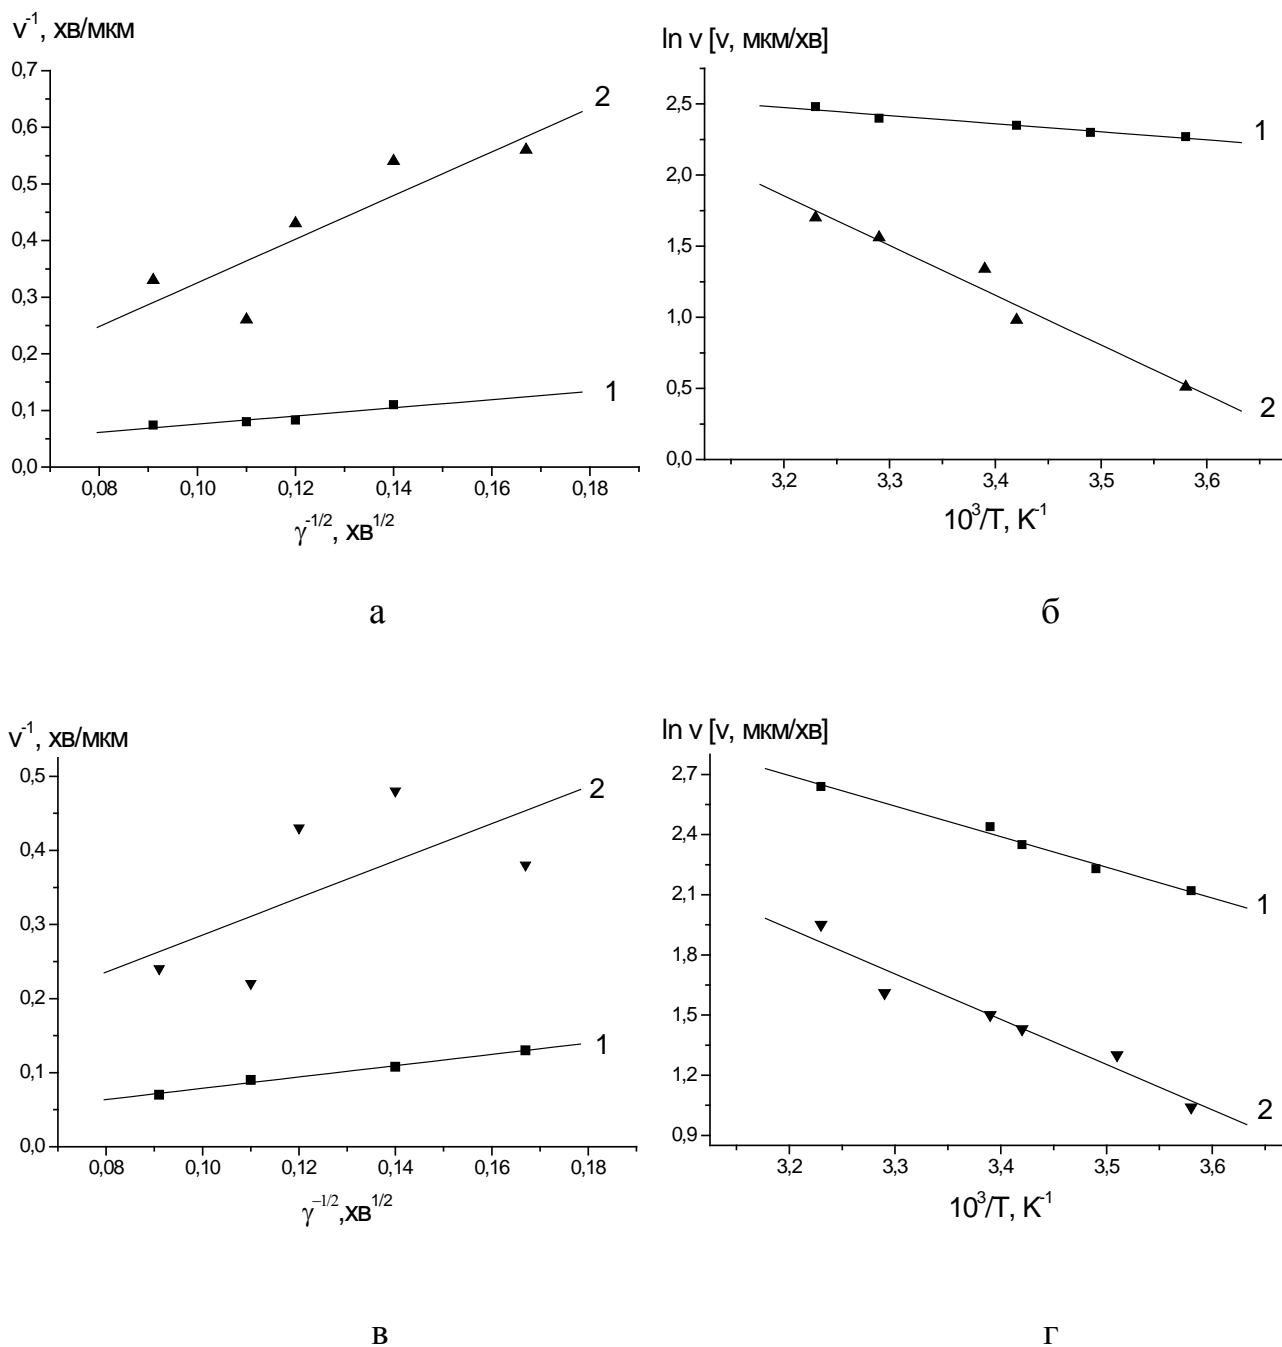 v⁻¹, хв/мкм
0,7
0,6
0,5
0,4
0,3
0,2
0,1
0,0
2
1
0,08 0,10 0,12 0,14 0,16 0,18
γ⁻¹/², хв¹/²
а
ln v [v, мкм/хв]
2,5
2,0
1,5
1,0
0,5
0,0
1
2
3,2 3,3 3,4 3,5 3,6
10³/T, K⁻¹
б
v⁻¹, хв/мкм
0,5
0,4
0,3
0,2
0,1
0,0
2
1
0,08 0,10 0,12 0,14 0,16 0,18
γ⁻¹/²,хв¹/²
в
ln v [v, мкм/хв]
2,7
2,4
2,1
1,8
1,5
1,2
0,9
1
2
3,2 3,3 3,4 3,5 3,6
10³/T, K⁻¹
г